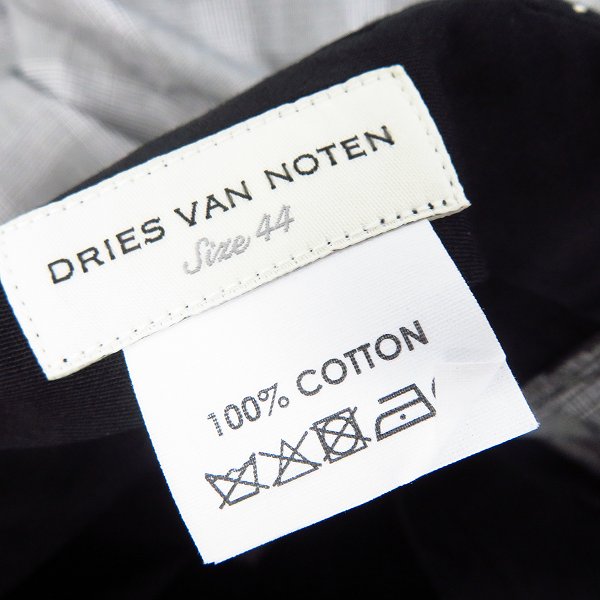 DRIES VAN NOTEN
Size 44
100% COTTON